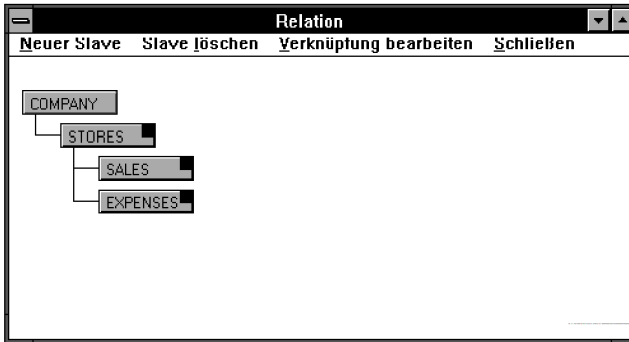 Relation
Neuer Slave Slave löschen Verknüpfung bearbeiten Schließen
COMPANY
STORES
SALES
EXPENSES